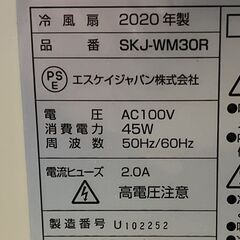 冷風扇 2020年製
品番 SKJ-WM30R
PS
E
エスケイジャパン株式会社
電圧 AC100V
消費電力 45W
周波数 50Hz/60Hz
電流ヒューズ 2.0A
高電圧注意
製造番号 U102252